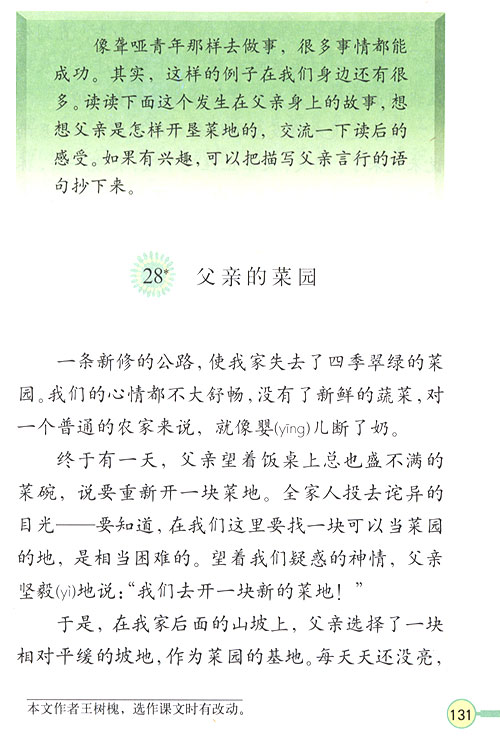 像聋哑青年那样去做事，很多事情都能
成功。其实，这样的例子在我们身边还有很
多。读读下面这个发生在父亲身上的故事，想
想父亲是怎样开垦菜地的，交流一下读后的
感受。如果有兴趣，可以把描写父亲言行的语
句抄下来。
28* 父亲的菜园
一条新修的公路，使我家失去了四季翠绿的菜
园。我们的心情都不大舒畅，没有了新鲜的蔬菜，对
一个普通的农家来说，就像婴(yīng)儿断了奶。
终于有一天，父亲望着饭桌上总也盛不满的
菜碗，说要重新开一块菜地。全家人投去诧异的
目光——要知道，在我们这里要找一块可以当菜园
的地，是相当困难的。望着我们疑惑的神情，父亲
坚毅(yì)地说：“我们去开一块新的菜地！”
于是，在我家后面的山坡上，父亲选择了一块
相对平缓的坡地，作为菜园的基地。每天天还没亮，
本文作者王树槐，选作课文时有改动。
131